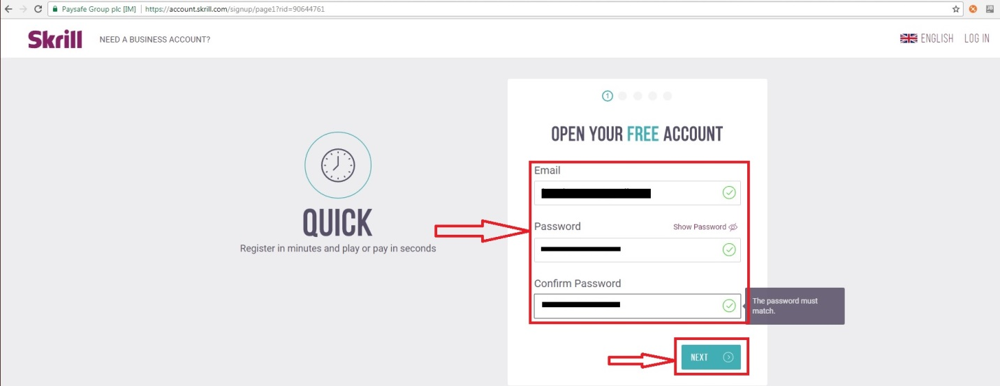 Paysafe Group plc [IM] | https://account.skrill.com/signup/page1?rid=90644761
Skrill
NEED A BUSINESS ACCOUNT?
ENGLISH
LOG IN
1
OPEN YOUR FREE ACCOUNT
Email
QUICK
Register in minutes and play or pay in seconds
Password
Show Password
Confirm Password
The password must
match.
NEXT